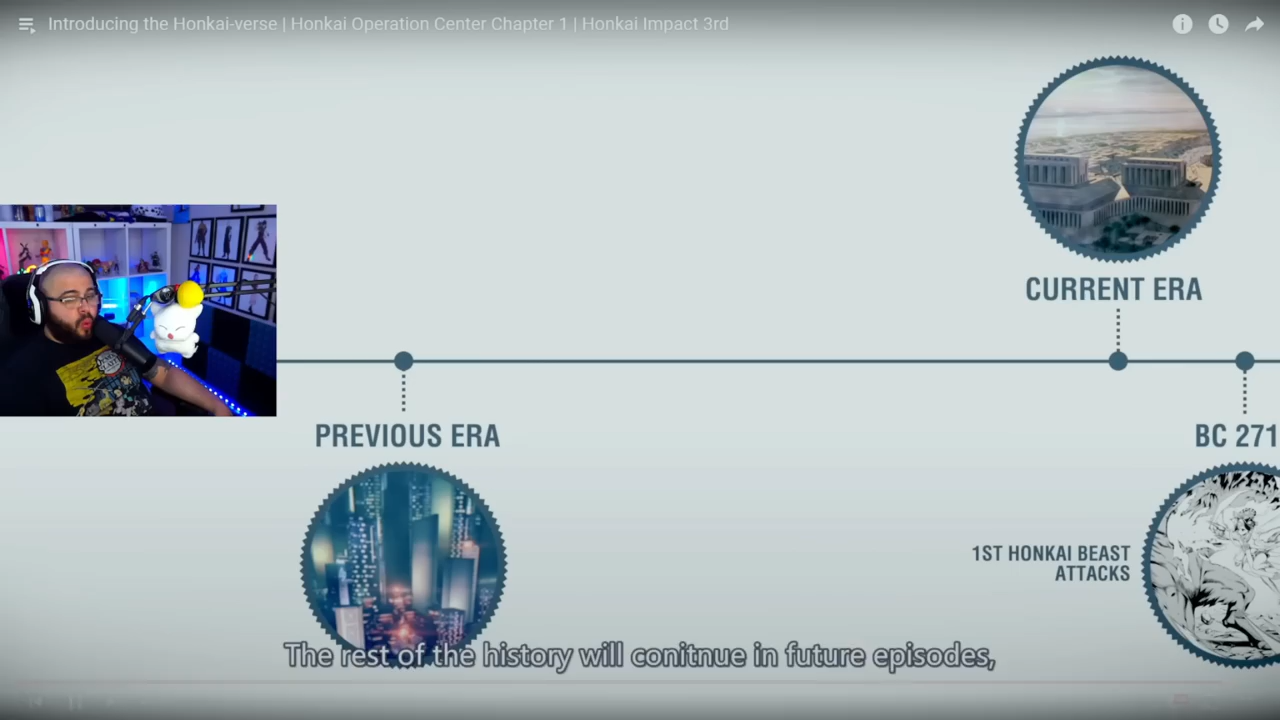 Introducing the Honkai-verse | Honkai Operation Center Chapter 1 | Honkai Impact 3rd
CURRENT ERA
PREVIOUS ERA
BC 271
1ST HONKAI BEAST
ATTACKS
The rest of the history will conitnue in future episodes,